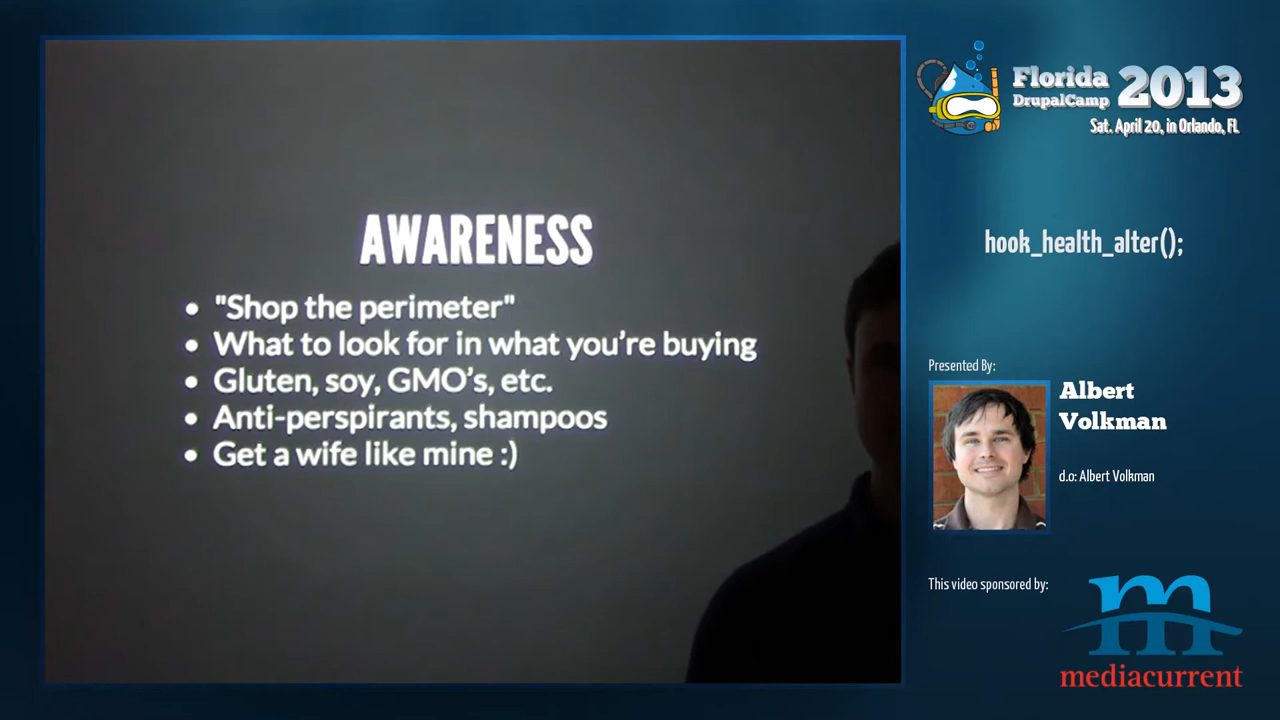 AWARENESS
• "Shop the perimeter"
• What to look for in what you're buying
• Gluten, soy, GMO's, etc.
• Anti-perspirants, shampoos
• Get a wife like mine :)
Florida
DrupalCamp
2013
Sat. April 20, in Orlando, FL
hook_health_alter();
Presented By:
Albert
Volkman
d.o: Albert Volkman
This video sponsored by:
m
mediacurrent